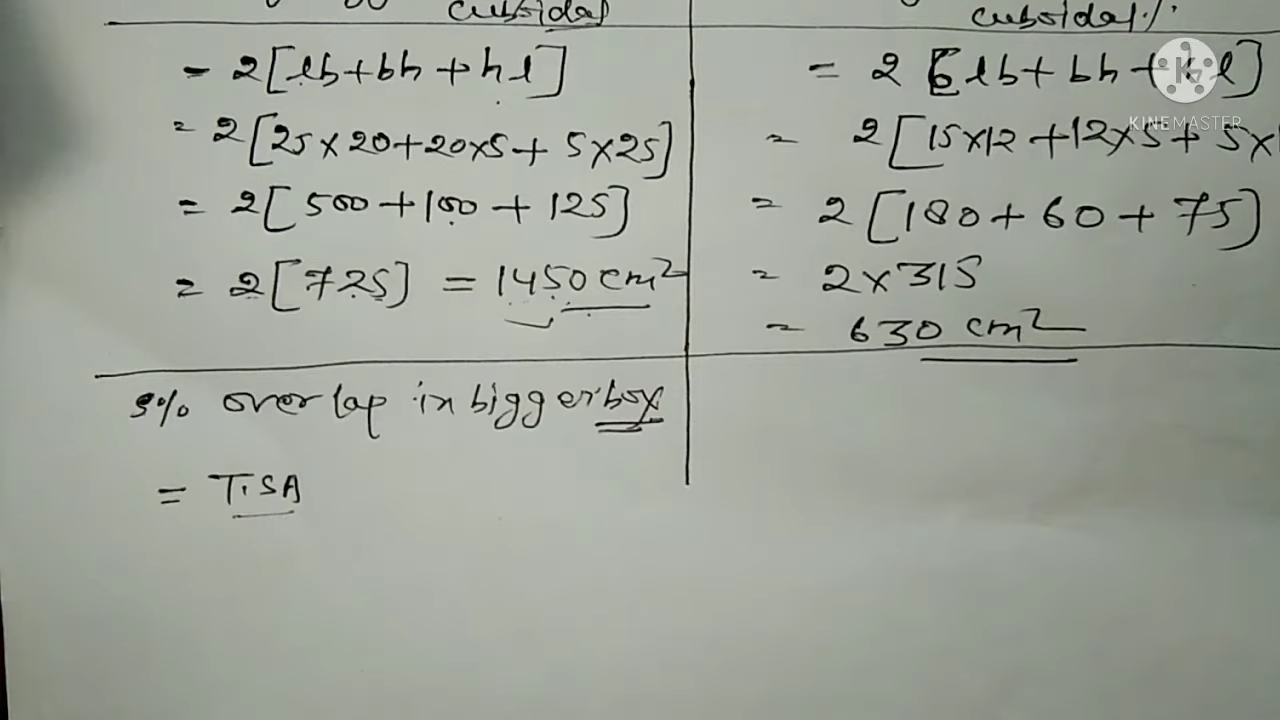 cuboidal
= 2[lb+bh+hl]
= 2[25×20+20×5+5×25]
= 2[500+100+125]
= 2[725] = 1450 cm²
5% overlap in bigger box
= T.SA
cuboidal
= 2[lb+bh+hl]
= 2[15×12+12×5+5×
= 2[180+60+75]
= 2×315
= 630 cm²
KINEMASTER